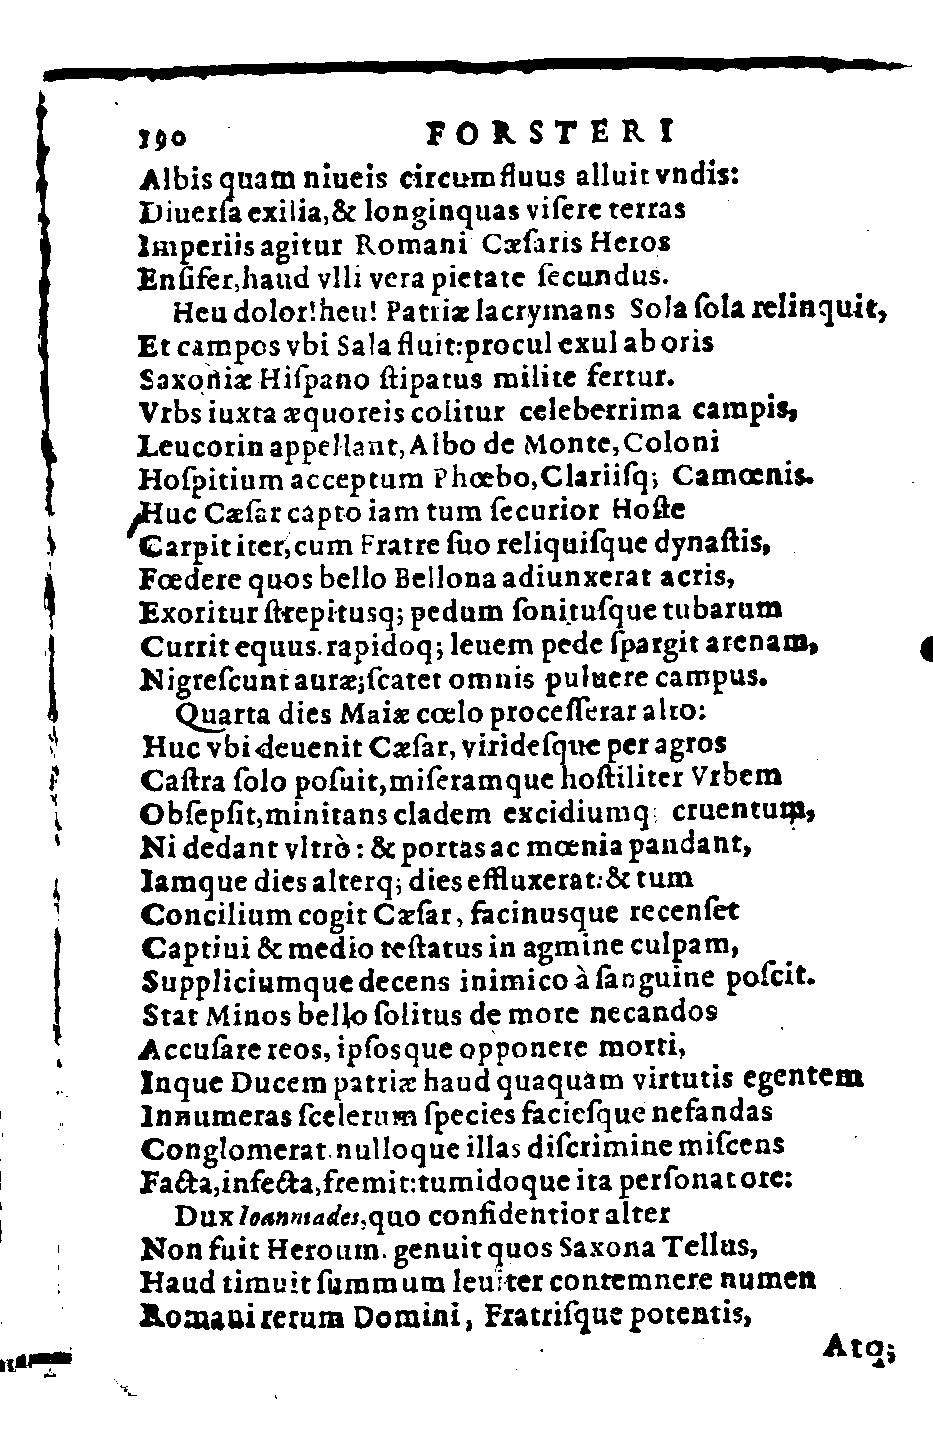 190 FORSTERI
Albis quam niueis circumfluus alluit vndis:
Diuerſa exilia, & longinquas viſere terras
Imperiis agitur Romani Cæſaris Heros
Enſifer, haud vlli vera pietate ſecundus.
Heu dolor! heu! Patriæ lacrymans Sola ſola relinquit,
Et campos vbi Sala fluit: procul exul ab oris
Saxoniæ Hiſpano ſtipatus milite fertur.
Vrbs iuxta æquoreis colitur celeberrima campis,
Leucorin appellant, Albo de Monte, Coloni
Hoſpitium acceptum Phœbo, Clariiſq; Camœnis.
Huc Cæſar capto iam tum ſecurior Hoſte
Carpit iter, cum Fratre ſuo reliquiſque dynaſtis,
Fœdere quos bello Bellona adiunxerat acris,
Exoritur ſtrepitusq; pedum ſonituſque tubarum
Currit equus. rapidoq; leuem pede ſpargit arenam,
Nigreſcunt auræ; ſcatet omnis puluere campus.
Quarta dies Maiæ cœlo proceſſerar alto:
Huc vbi deuenit Cæſar, virideſque per agros
Caſtra ſolo poſuit, miſeramque hoſtiliter Vrbem
Obſepſit, minitans cladem excidiumq; cruentum,
Ni dedant vltrò: & portas ac mœnia pandant,
Iamque dies alterq; dies effluxerat: & tum
Concilium cogit Cæſar, facinusque recenſet
Captiui & medio teſtatus in agmine culpam,
Suppliciumque decens inimico à ſanguine poſcit.
Stat Minos bello ſolitus de more necandos
Accuſare reos, ipſosque opponere morti,
Inque Ducem patriæ haud quaquam virtutis egentem
Innumeras ſcelerum ſpecies facieſque nefandas
Conglomerat. nulloque illas diſcrimine miſcens
Facta, infecta, fremit: tumidoque ita perſonat ore:
Dux Ioanniades, quo confidentior alter
Non fuit Heroum. genuit quos Saxona Tellus,
Haud timuit ſummum leuiter contemnere numen
Romani rerum Domini, Fratriſque potentis,
Atq;